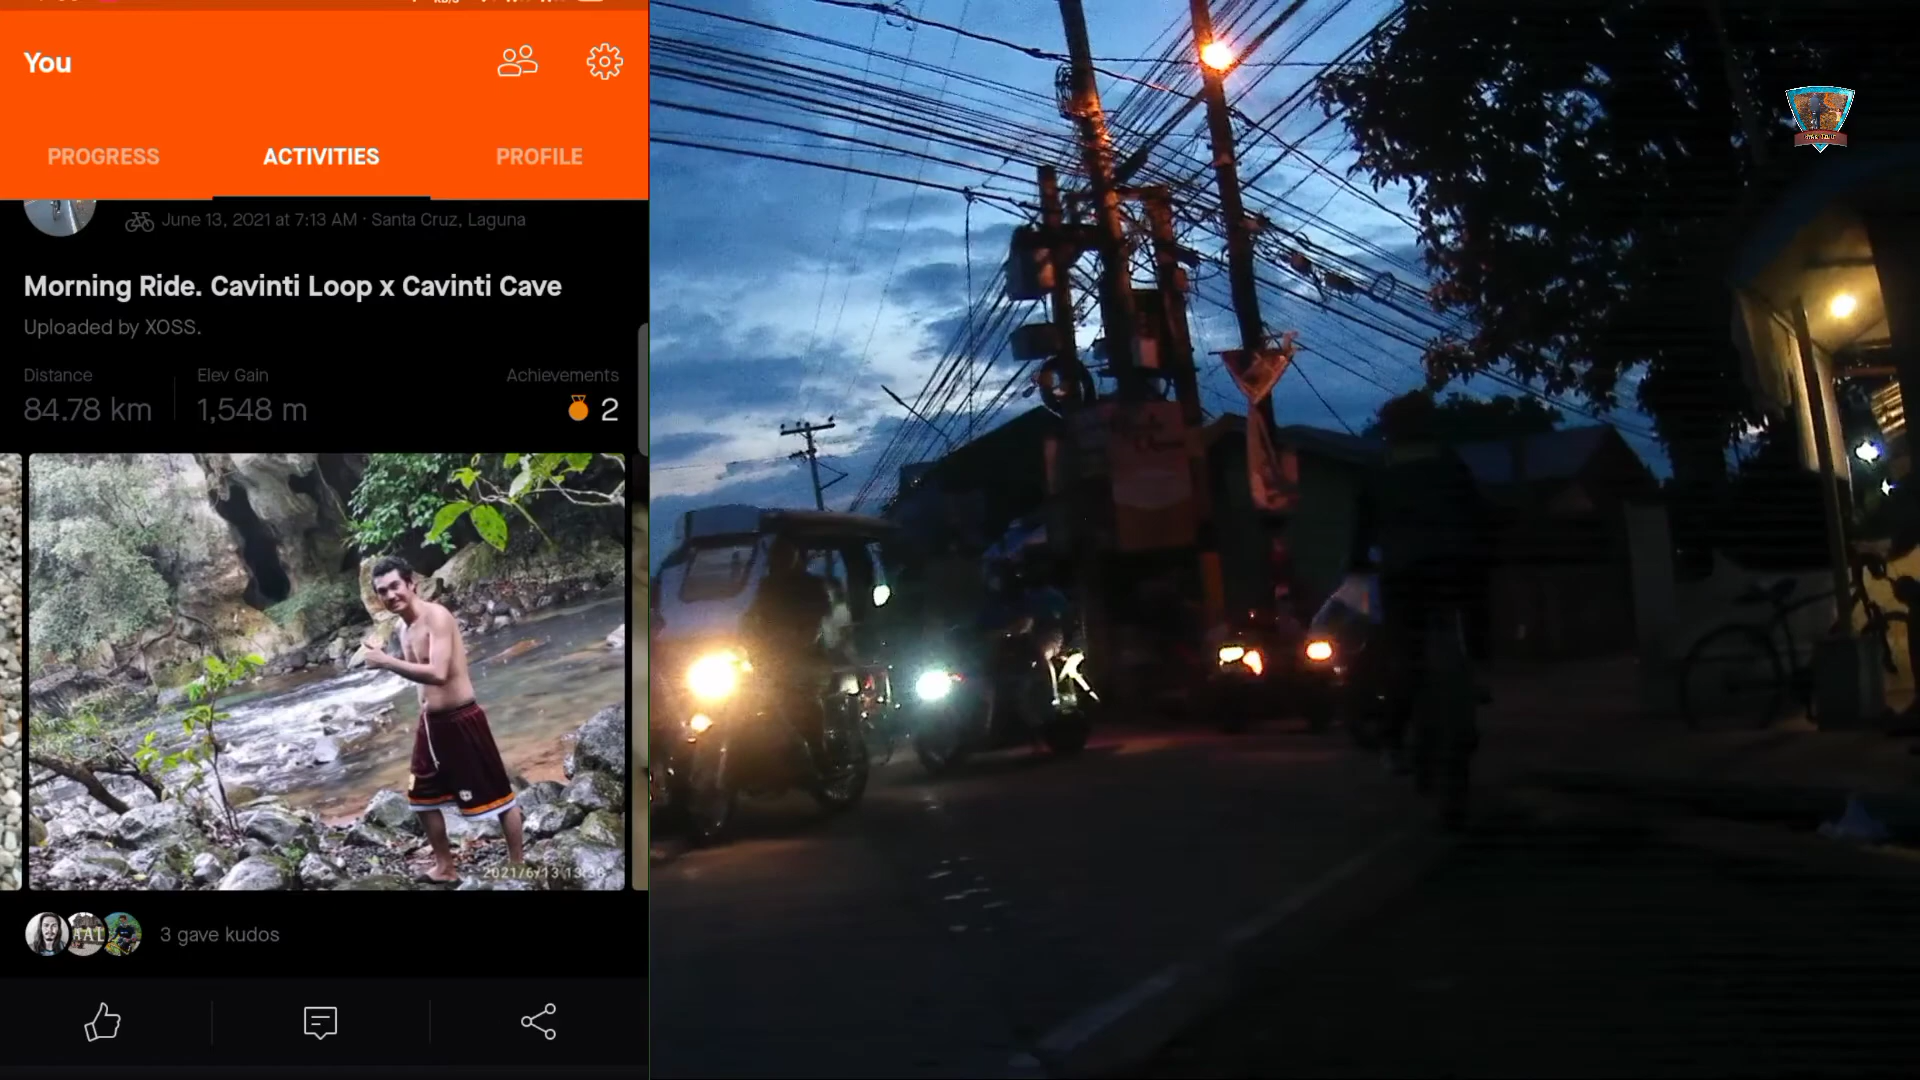 You
PROGRESS
ACTIVITIES
PROFILE
June 13, 2021 at 7:13 AM · Santa Cruz, Laguna
Morning Ride. Cavinti Loop x Cavinti Cave
Uploaded by XOSS.
Distance
Elev Gain
Achievements
84.78 km
1,548 m
2
2021/6/13 13:36
3 gave kudos